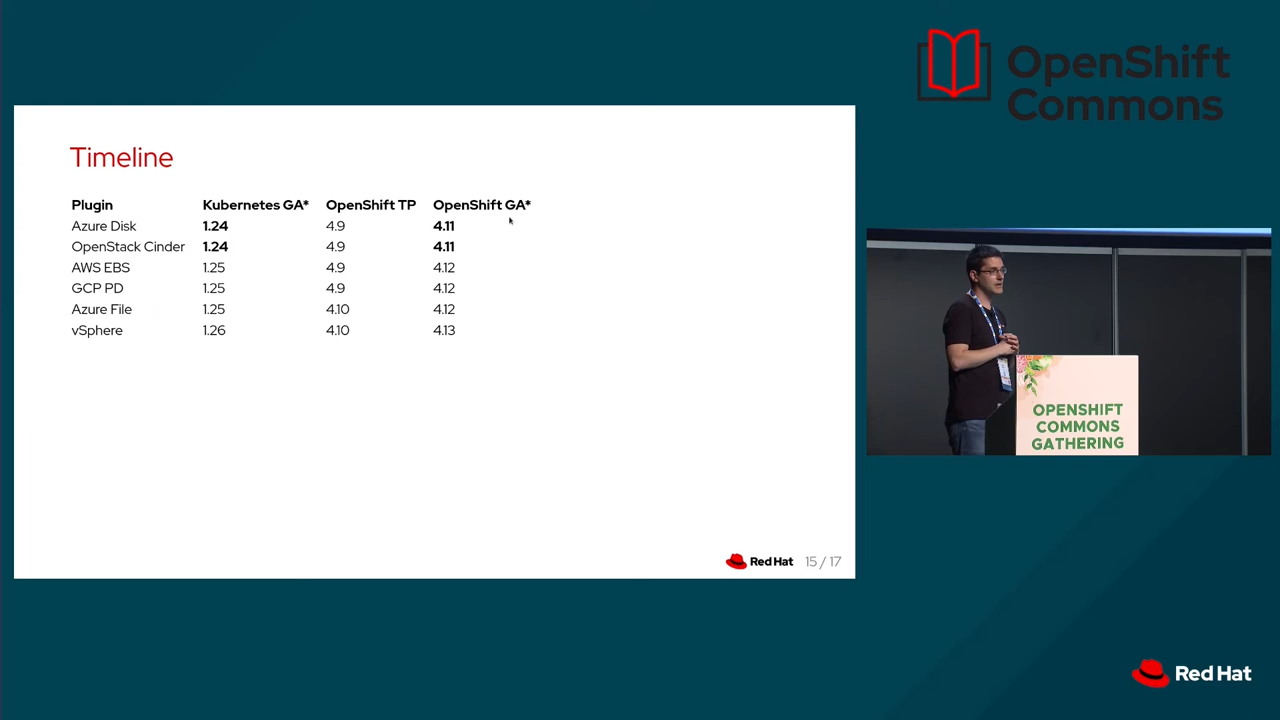 OpenShift
Commons
Timeline
Plugin Kubernetes GA* OpenShift TP OpenShift GA*
Azure Disk 1.24 4.9 4.11
OpenStack Cinder 1.24 4.9 4.11
AWS EBS 1.25 4.9 4.12
GCP PD 1.25 4.9 4.12
Azure File 1.25 4.10 4.12
vSphere 1.26 4.10 4.13
Red Hat 15 / 17
OPENSHIFT
COMMONS
GATHERING
Red Hat